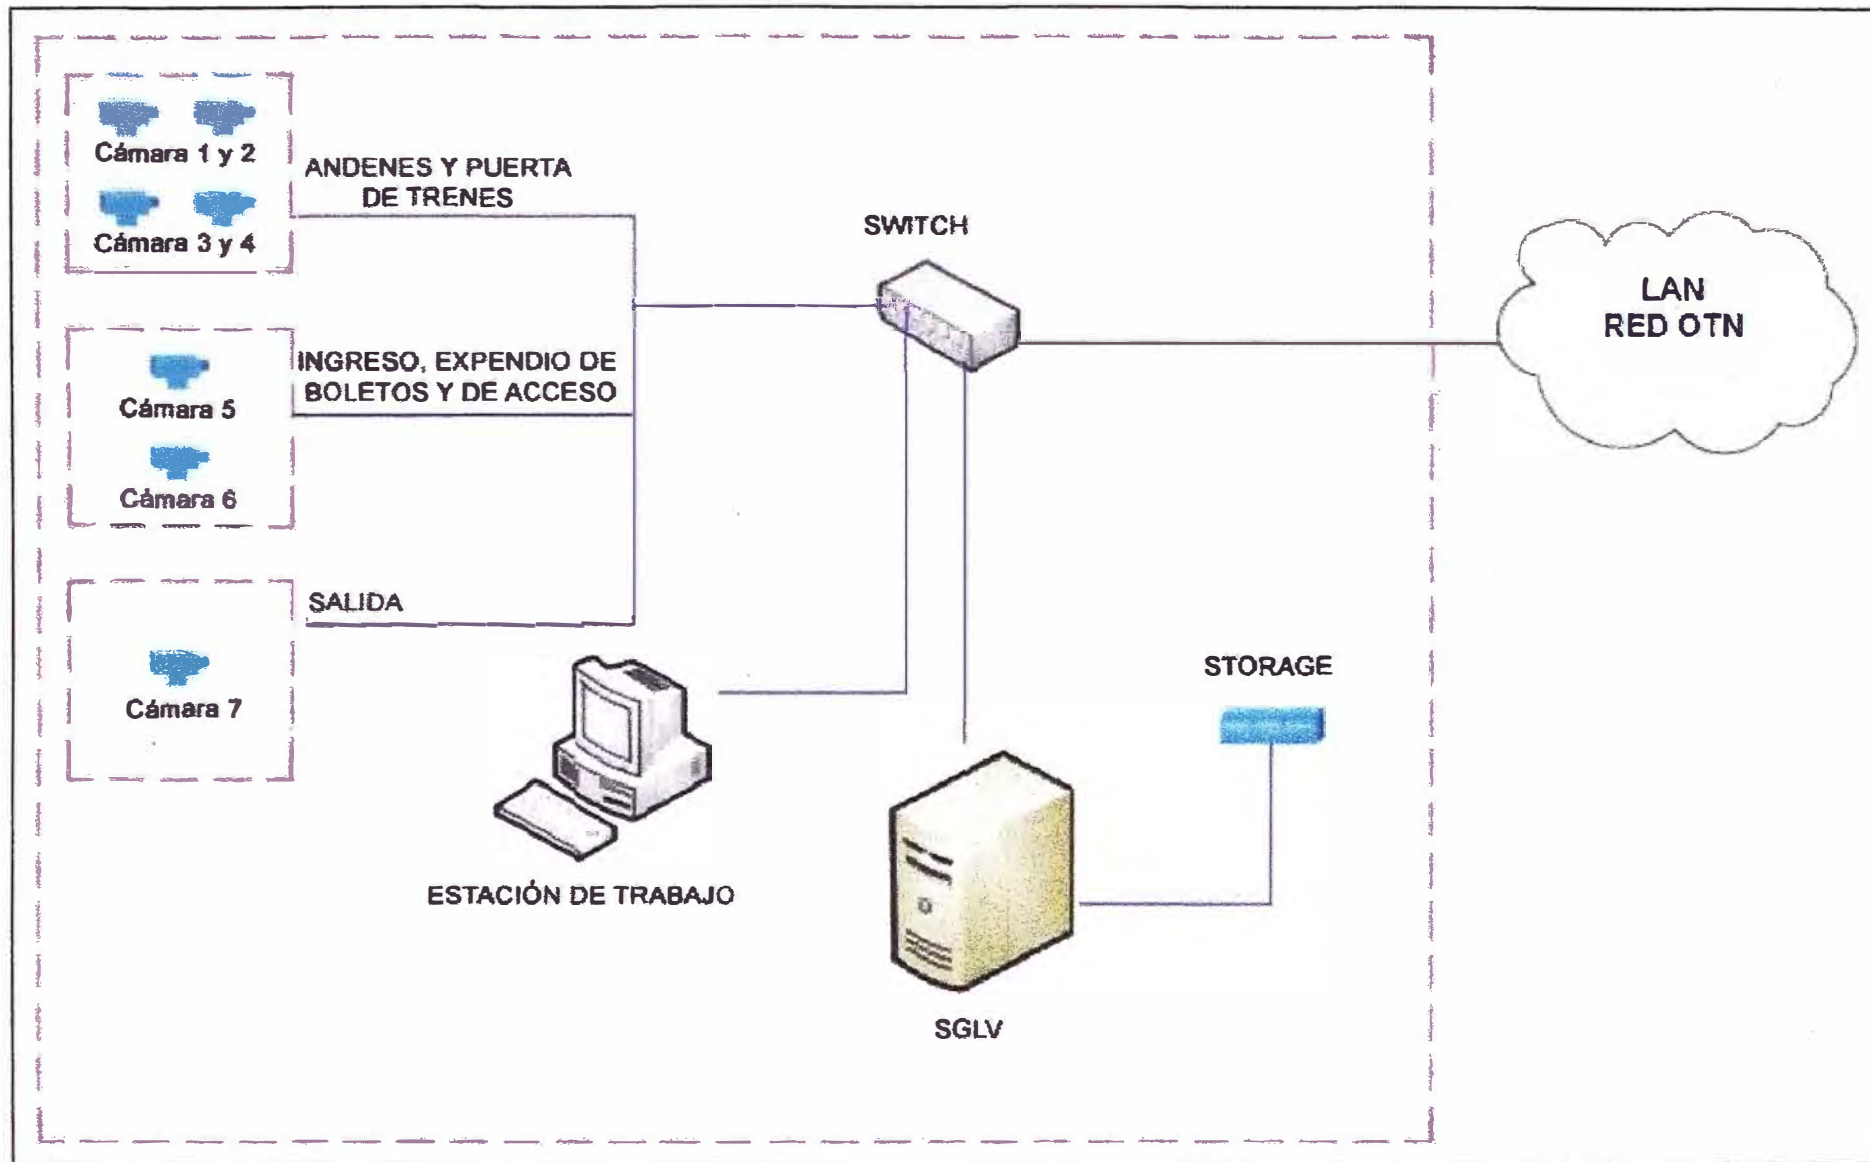 Cámara 1 y 2
Cámara 3 y 4
ANDENES Y PUERTA
DE TRENES
Cámara 5
Cámara 6
INGRESO, EXPENDIO DE
BOLETOS Y DE ACCESO
SALIDA
Cámara 7
ESTACIÓN DE TRABAJO
SWITCH
SGLV
STORAGE
LAN
RED OTN